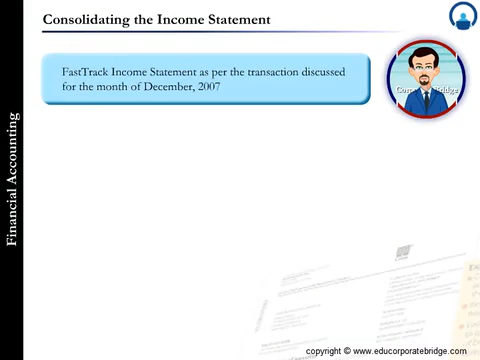 Consolidating the Income Statement
FastTrack Income Statement as per the transaction discussed
for the month of December, 2007
Financial Accounting
copyright © www.educorporatebridge.com